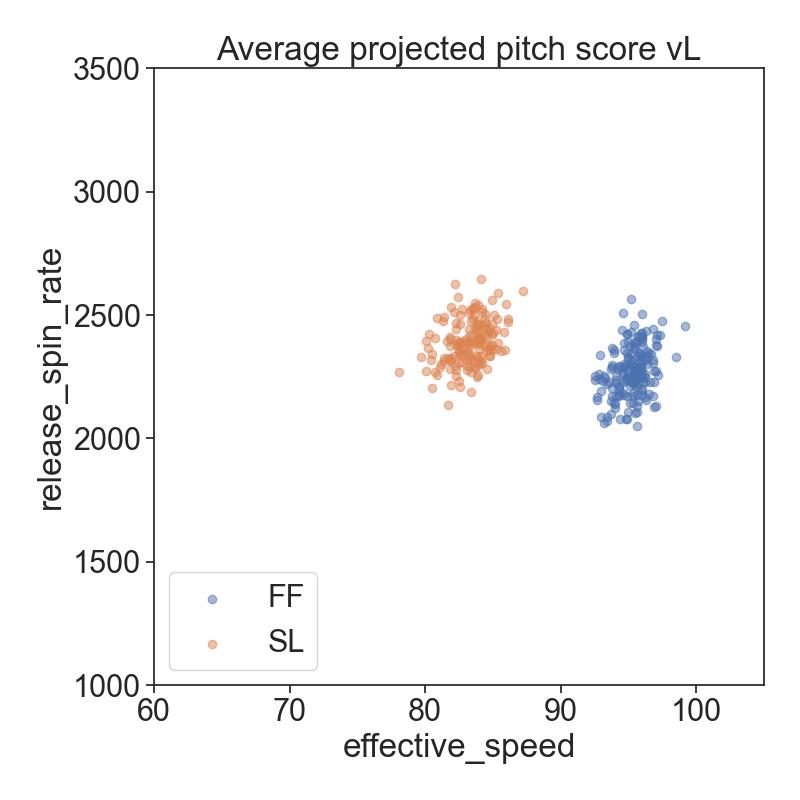 Average projected pitch score vL
3500
3000
2500
2000
1500
1000
release_spin_rate
FF
SL
60
70
80
90
100
effective_speed